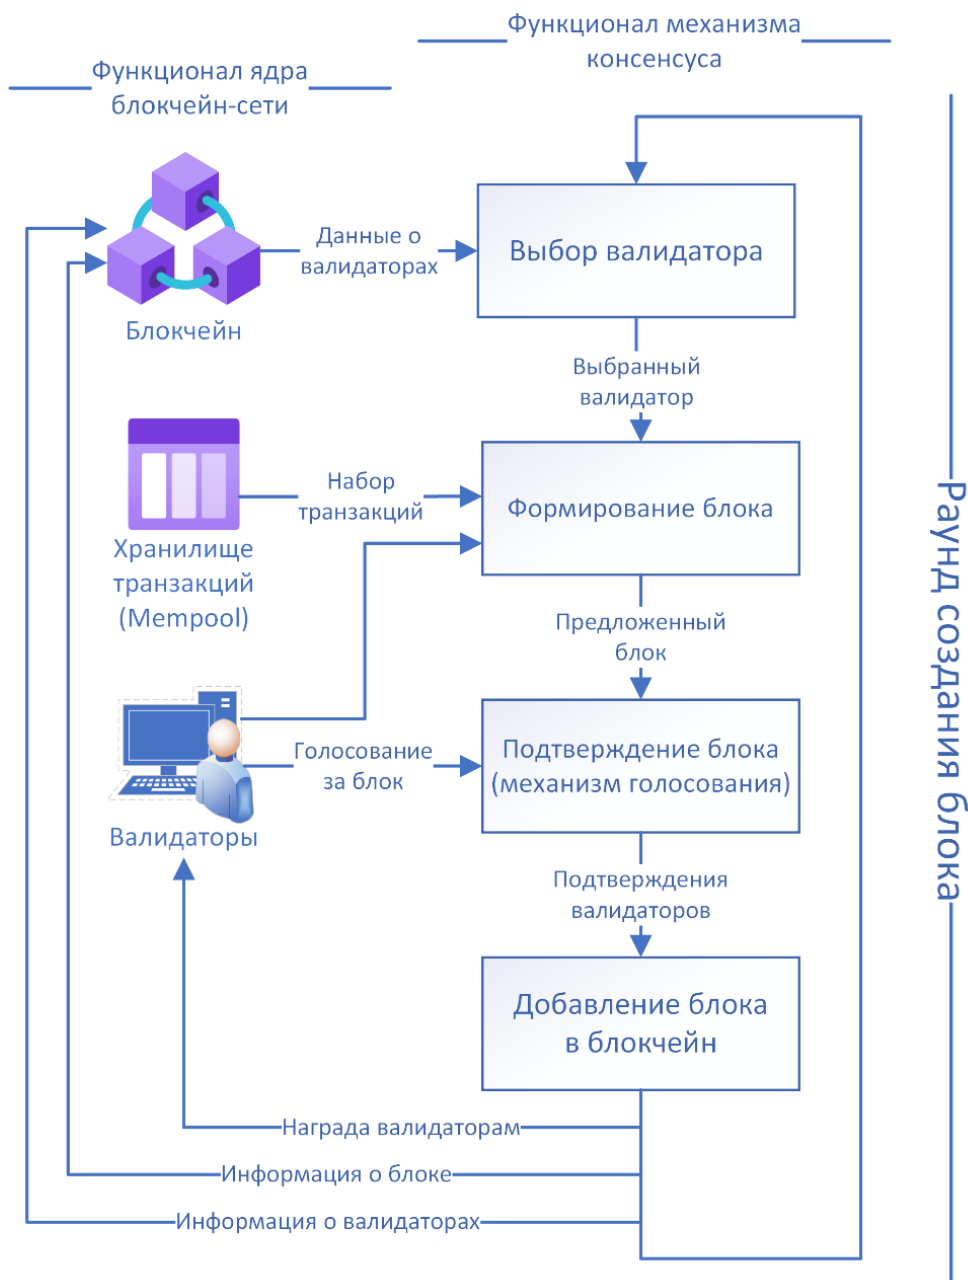 Функционал механизма
консенсуса
Функционал ядра
блокчейн-сети
Данные о
валидаторах
Выбор валидатора
Блокчейн
Выбранный
валидатор
Набор
транзакций
Формирование блока
Хранилище
транзакций
(Mempool)
Предложенный
блок
Голосование
за блок
Подтверждение блока
(механизм голосования)
Валидаторы
Подтверждения
валидаторов
Добавление блока
в блокчейн
Награда валидаторам
Информация о блоке
Информация о валидаторах
Раунд создания блока